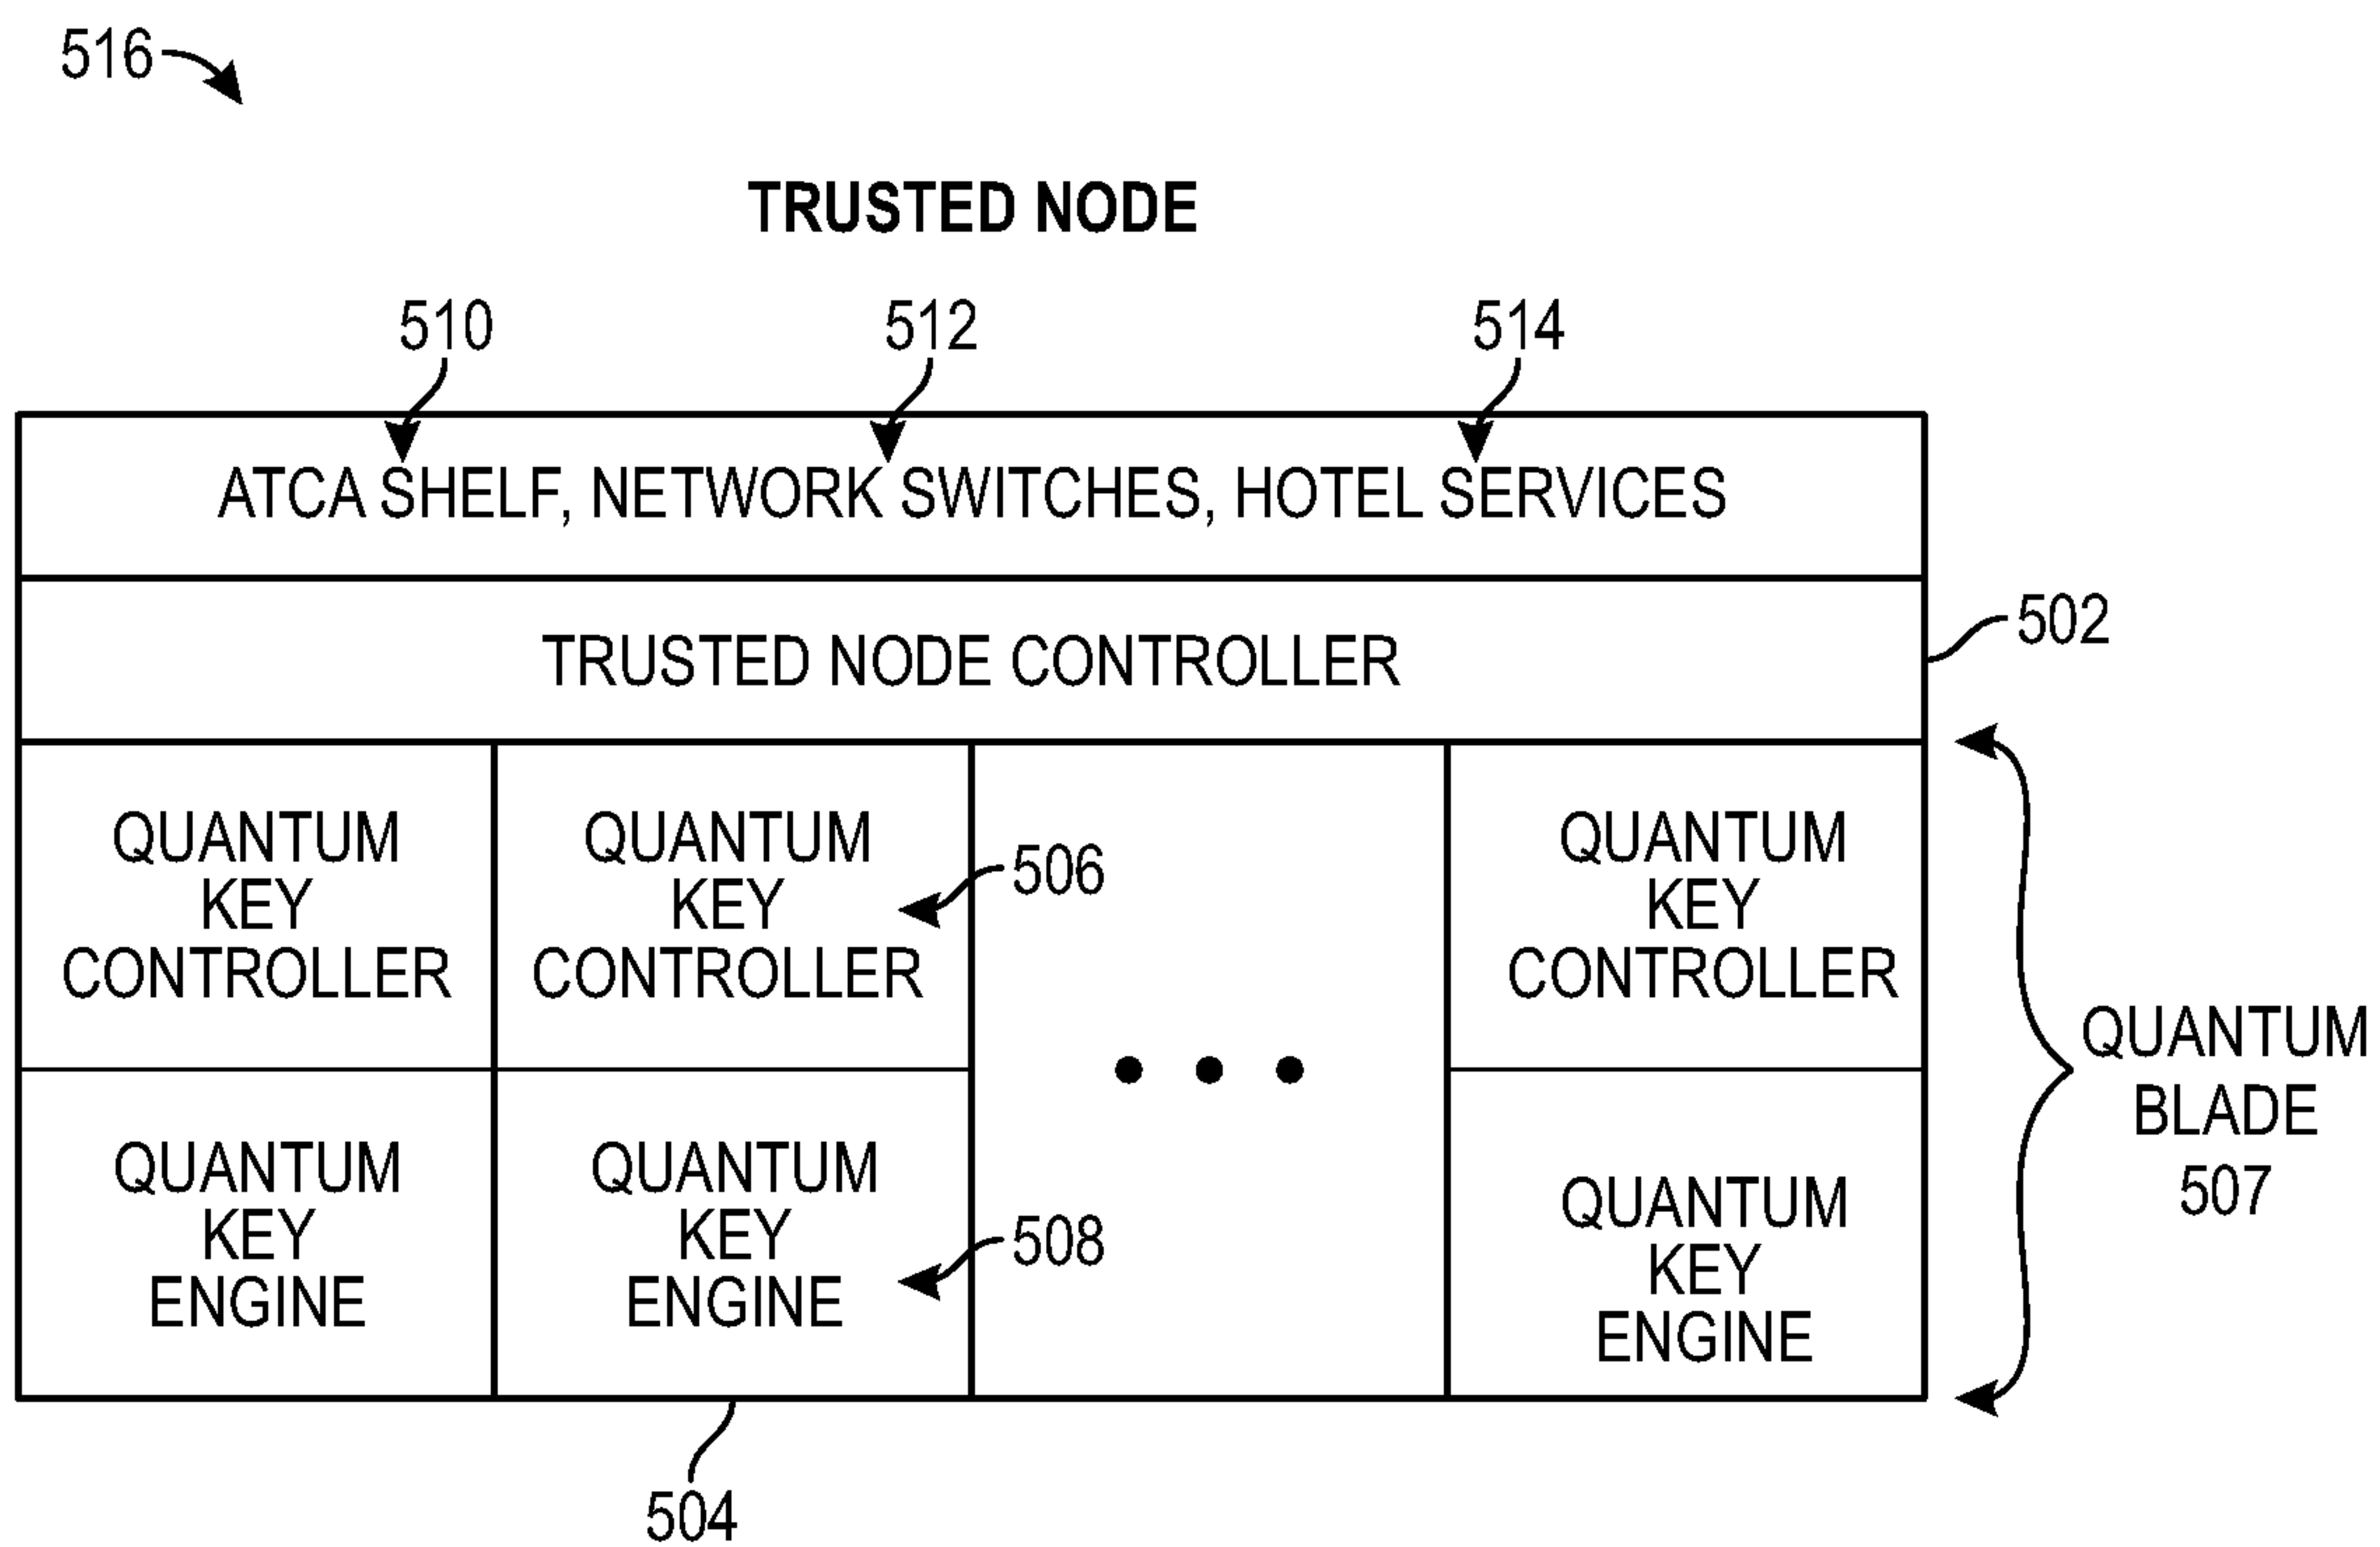 516
TRUSTED NODE
510
512
514
ATCA SHELF, NETWORK SWITCHES, HOTEL SERVICES
502
TRUSTED NODE CONTROLLER
QUANTUM
KEY
CONTROLLER
QUANTUM
KEY
CONTROLLER
506
QUANTUM
KEY
CONTROLLER
QUANTUM
KEY
ENGINE
QUANTUM
KEY
ENGINE
508
QUANTUM
KEY
ENGINE
QUANTUM
BLADE
507
504